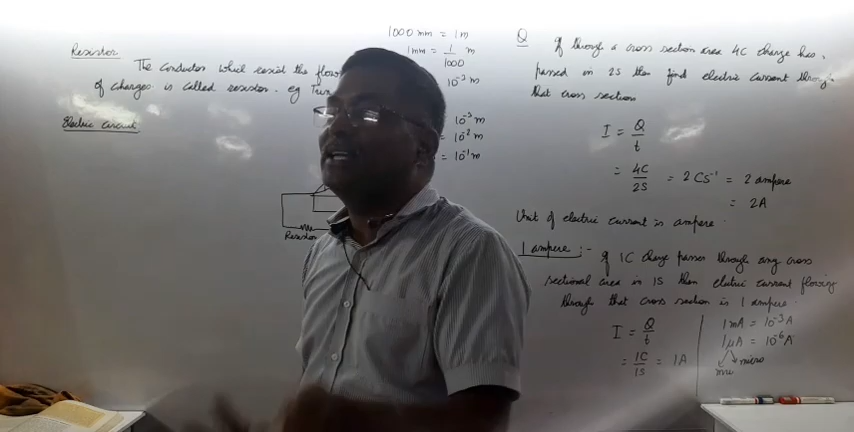 Resistor
The conductor which resist the flow
of charges is called resistor. eg
Electric circuit
Resistor
1000 mm = 1m
1mm = 1/1000 m
10⁻³ m
10⁻³ m
= 10⁻² m
= 10⁻¹ m
Q If through a cross section area 4C charge has
passed in 2S then find electric current through
that cross section
I = Q/t
= 4C/2S = 2 CS⁻¹ = 2 ampere
= 2A
Unit of electric current is ampere.
1 ampere :- If 1C charge passes through any cross
sectional area in 1S then electric current flowing
through that cross section is 1 ampere.
I = Q/t
= 1C/1S = 1A
1mA = 10⁻³A
1μA = 10⁻⁶A
micro
mu